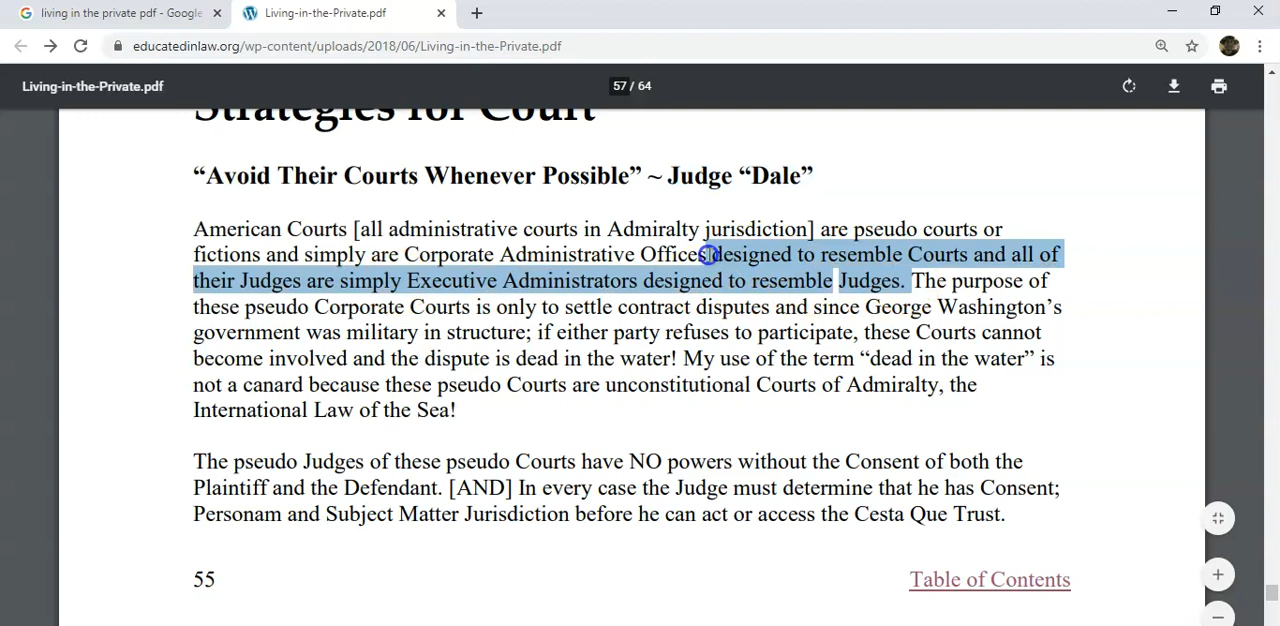 living in the private pdf - Google
Living-in-the-Private.pdf
educatedinlaw.org/wp-content/uploads/2018/06/Living-in-the-Private.pdf
Living-in-the-Private.pdf
57 / 64
Strategies for Court
“Avoid Their Courts Whenever Possible” ~ Judge “Dale”
American Courts [all administrative courts in Admiralty jurisdiction] are pseudo courts or
fictions and simply are Corporate Administrative Offices designed to resemble Courts and all of
their Judges are simply Executive Administrators designed to resemble Judges. The purpose of
these pseudo Corporate Courts is only to settle contract disputes and since George Washington’s
government was military in structure; if either party refuses to participate, these Courts cannot
become involved and the dispute is dead in the water! My use of the term “dead in the water” is
not a canard because these pseudo Courts are unconstitutional Courts of Admiralty, the
International Law of the Sea!
The pseudo Judges of these pseudo Courts have NO powers without the Consent of both the
Plaintiff and the Defendant. [AND] In every case the Judge must determine that he has Consent;
Personam and Subject Matter Jurisdiction before he can act or access the Cesta Que Trust.
55
Table of Contents